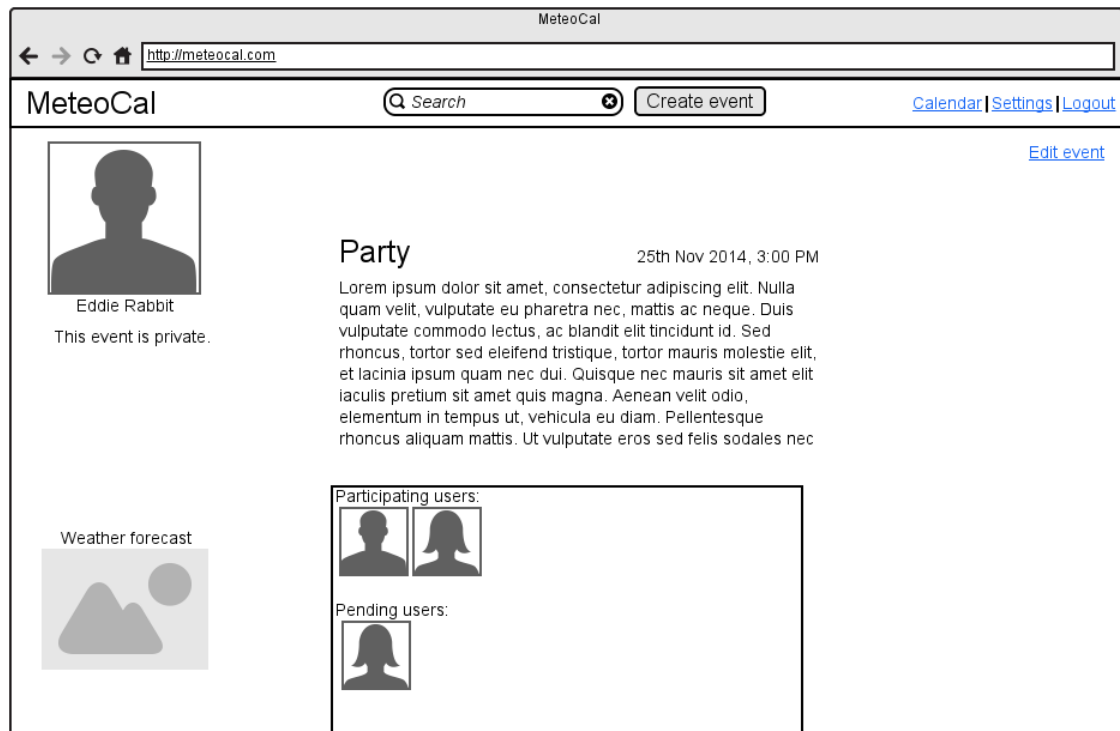 MeteoCal
http://meteocal.com
MeteoCal
Search
Create event
Calendar|Settings|Logout
Edit event
Eddie Rabbit
This event is private.
Party
25th Nov 2014, 3:00 PM
Lorem ipsum dolor sit amet, consectetur adipiscing elit. Nulla
quam velit, vulputate eu pharetra nec, mattis ac neque. Duis
vulputate commodo lectus, ac blandit elit tincidunt id. Sed
rhoncus, tortor sed eleifend tristique, tortor mauris molestie elit,
et lacinia ipsum quam nec dui. Quisque nec mauris sit amet elit
iaculis pretium sit amet quis magna. Aenean velit odio,
elementum in tempus ut, vehicula eu diam. Pellentesque
rhoncus aliquam mattis. Ut vulputate eros sed felis sodales nec
Weather forecast
Participating users:
Pending users: